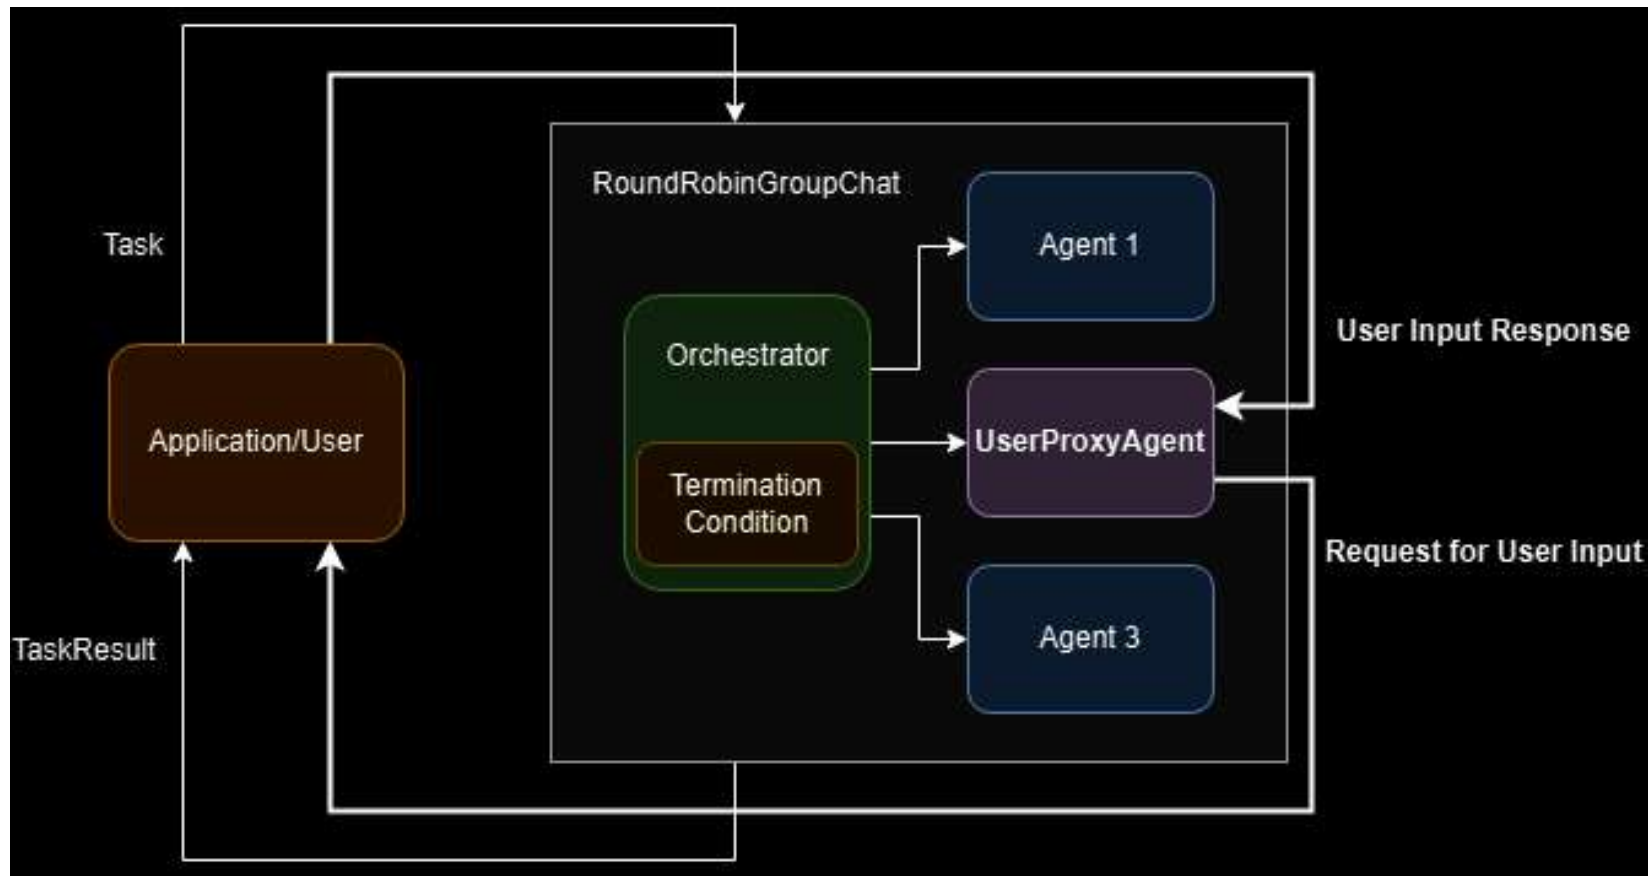 RoundRobinGroupChat
Task
Agent 1
User Input Response
Orchestrator
Application/User
UserProxyAgent
Termination
Condition
Request for User Input
TaskResult
Agent 3